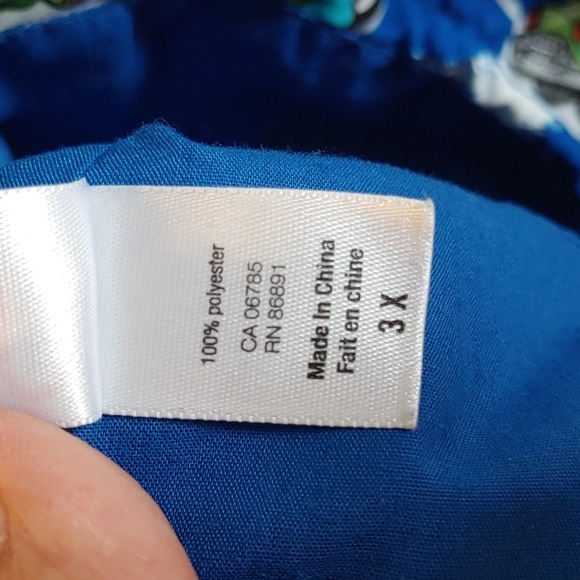 100% polyester
CA 06785
RN 86891
Made In China
Fait en chine
3 X